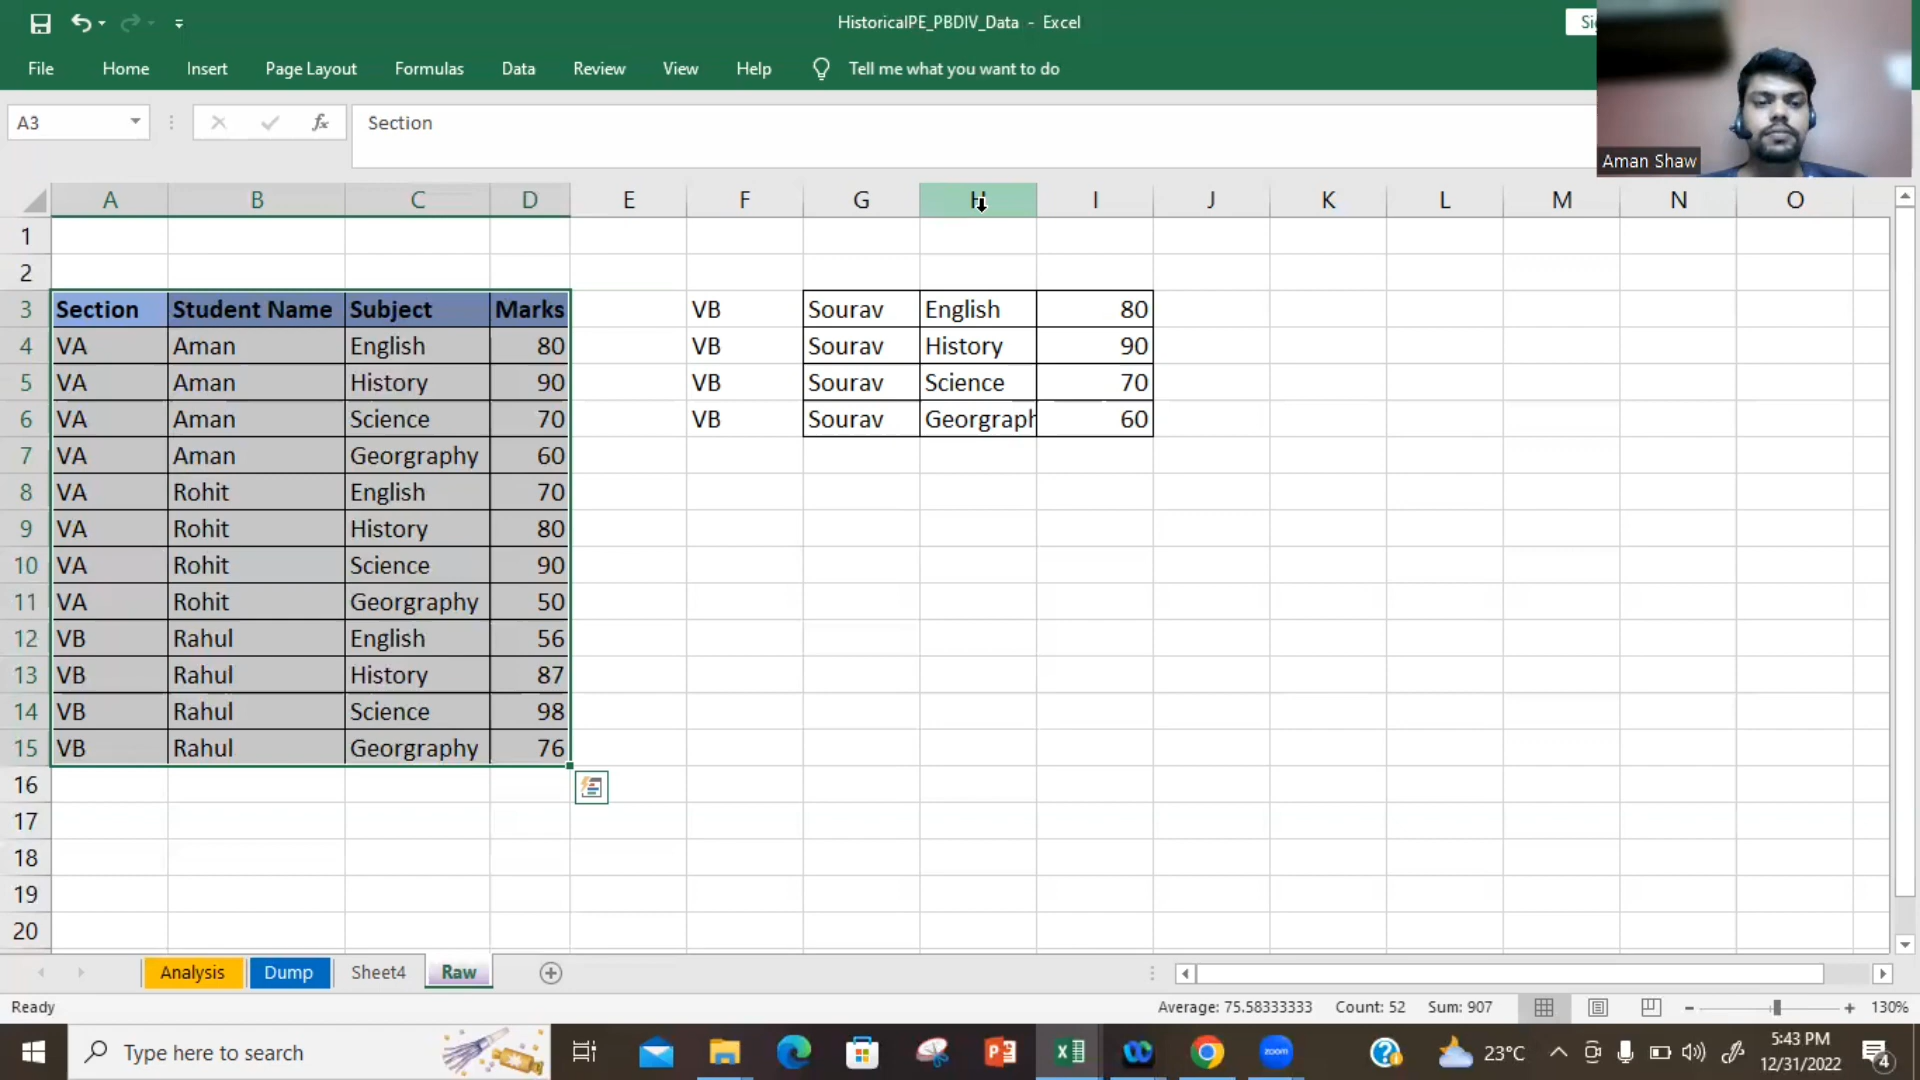 HistoricalPE_PBDIV_Data - Excel
File Home Insert Page Layout Formulas Data Review View Help Tell me what you want to do
Aman Shaw
A3 fx Section
A B C D E F G H I J K L M N O
1
2
3 Section Student Name Subject Marks VB Sourav English 80
4 VA Aman English 80 VB Sourav History 90
5 VA Aman History 90 VB Sourav Science 70
6 VA Aman Science 70 VB Sourav Georgraph 60
7 VA Aman Georgraphy 60
8 VA Rohit English 70
9 VA Rohit History 80
10 VA Rohit Science 90
11 VA Rohit Georgraphy 50
12 VB Rahul English 56
13 VB Rahul History 87
14 VB Rahul Science 98
15 VB Rahul Georgraphy 76
16
17
18
19
20
Analysis Dump Sheet4 Raw
Ready Average: 75.58333333 Count: 52 Sum: 907 130%
Type here to search zoom 23°C 5:43 PM
12/31/2022 4